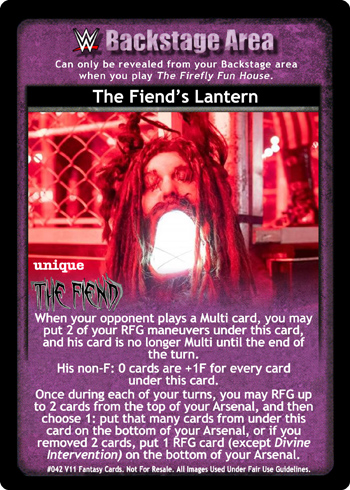 W Backstage Area
Can only be revealed from your Backstage area
when you play The Firefly Fun House.
The Fiend's Lantern
unique
THE FIEND
When your opponent plays a Multi card, you may
put 2 of your RFG maneuvers under this card,
and his card is no longer Multi until the end of
the turn.
His non-F: 0 cards are +1F for every card
under this card.
Once during each of your turns, you may RFG up
to 2 cards from the top of your Arsenal, and then
choose 1: put that many cards from under this
card on the bottom of your Arsenal, or if you
removed 2 cards, put 1 RFG card (except Divine
Intervention) on the bottom of your Arsenal.
#042 V11 Fantasy Cards. Not For Resale. All Images Used Under Fair Use Guidelines.